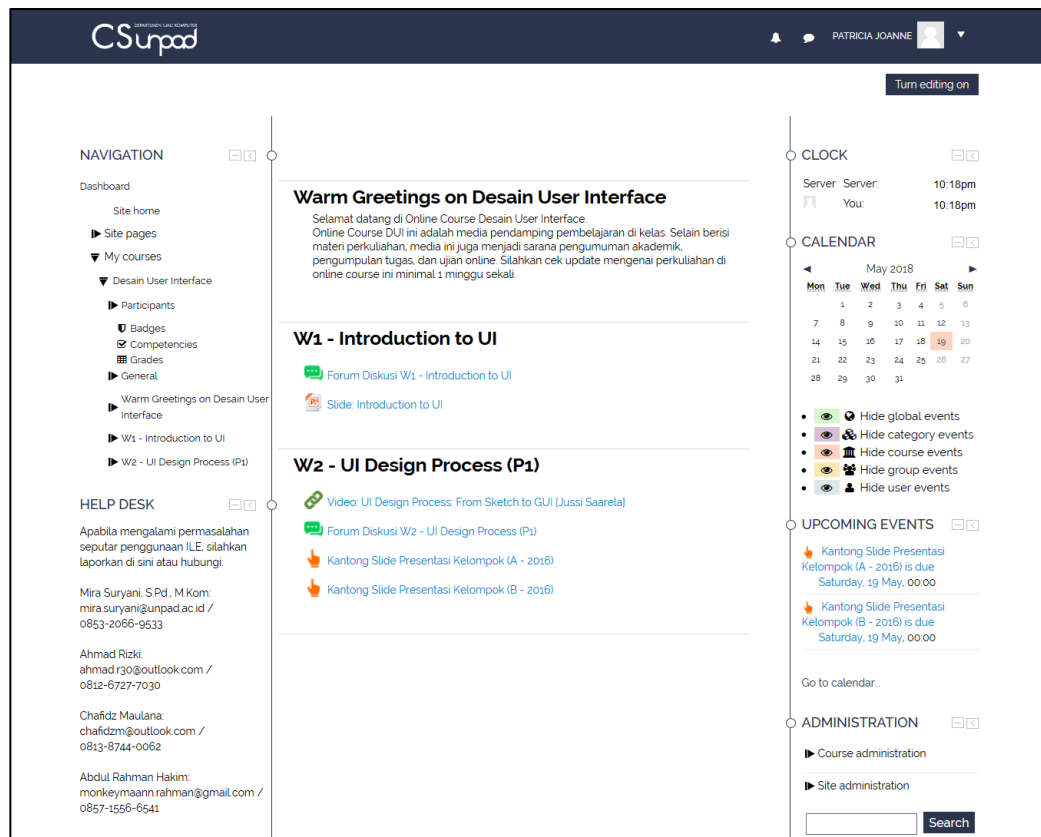 DEPARTEMEN ILMU KOMPUTER
CSunpad
PATRICIA JOANNE
Turn editing on
NAVIGATION
Dashboard
Site home
Site pages
My courses
Desain User Interface
Participants
Badges
Competencies
Grades
General
Warm Greetings on Desain User
Interface
W1 - Introduction to UI
W2 - UI Design Process (P1)
HELP DESK
Apabila mengalami permasalahan
seputar penggunaan ILE, silahkan
laporkan di sini atau hubungi:
Mira Suryani, S.Pd., M.Kom:
mira.suryani@unpad.ac.id /
0853-2066-9533
Ahmad Rizki:
ahmad.r30@outlook.com /
0812-6727-7030
Chafidz Maulana:
chafidzm@outlook.com /
0813-8744-0062
Abdul Rahman Hakim:
monkeymaann.rahman@gmail.com /
0857-1556-6541
Warm Greetings on Desain User Interface
Selamat datang di Online Course Desain User Interface.
Online Course DUI ini adalah media pendamping pembelajaran di kelas. Selain berisi
materi perkuliahan, media ini juga menjadi sarana pengumuman akademik,
pengumpulan tugas, dan ujian online. Silahkan cek update mengenai perkuliahan di
online course ini minimal 1 minggu sekali.
W1 - Introduction to UI
Forum Diskusi W1 - Introduction to UI
Slide: Introduction to UI
W2 - UI Design Process (P1)
Video: UI Design Process: From Sketch to GUI [Jussi Saarela]
Forum Diskusi W2 - UI Design Process (P1)
Kantong Slide Presentasi Kelompok (A - 2016)
Kantong Slide Presentasi Kelompok (B - 2016)
CLOCK
Server Server: 10:18pm
You: 10:18pm
CALENDAR
◄ May 2018 ►
Mon Tue Wed Thu Fri Sat Sun
1 2 3 4 5 6
7 8 9 10 11 12 13
14 15 16 17 18 19 20
21 22 23 24 25 26 27
28 29 30 31
Hide global events
Hide category events
Hide course events
Hide group events
Hide user events
UPCOMING EVENTS
Kantong Slide Presentasi
Kelompok (A - 2016) is due
Saturday, 19 May, 00:00
Kantong Slide Presentasi
Kelompok (B - 2016) is due
Saturday, 19 May, 00:00
Go to calendar...
ADMINISTRATION
Course administration
Site administration
Search